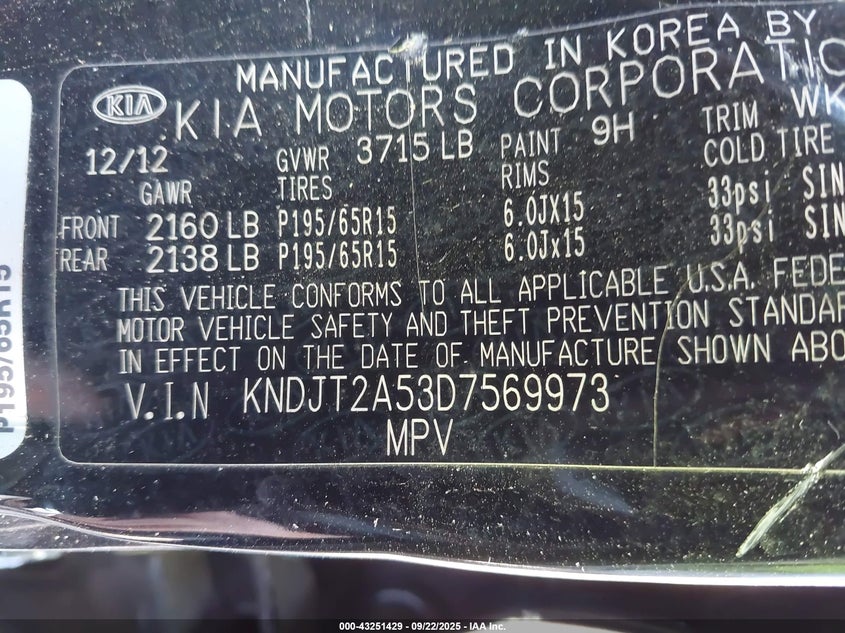 MANUFACTURED IN KOREA BY
KIA KIA MOTORS CORPORATIO
12/12 GVWR 3715 LB PAINT 9H TRIM WK
GAWR TIRES RIMS COLD TIRE
FRONT 2160 LB P195/65R15 6.0JX15 33psi SIN
REAR 2138 LB P195/65R15 6.0Jx15 33psi SIN
THIS VEHICLE CONFORMS TO ALL APPLICABLE U.S.A. FEDE
MOTOR VEHICLE SAFETY AND THEFT PREVENTION STANDAR
IN EFFECT ON THE DATE OF MANUFACTURE SHOWN ABO
V.I.N KNDJT2A53D7569973
MPV
P195/65R15
000-43251429 - 09/22/2025 - IAA Inc.